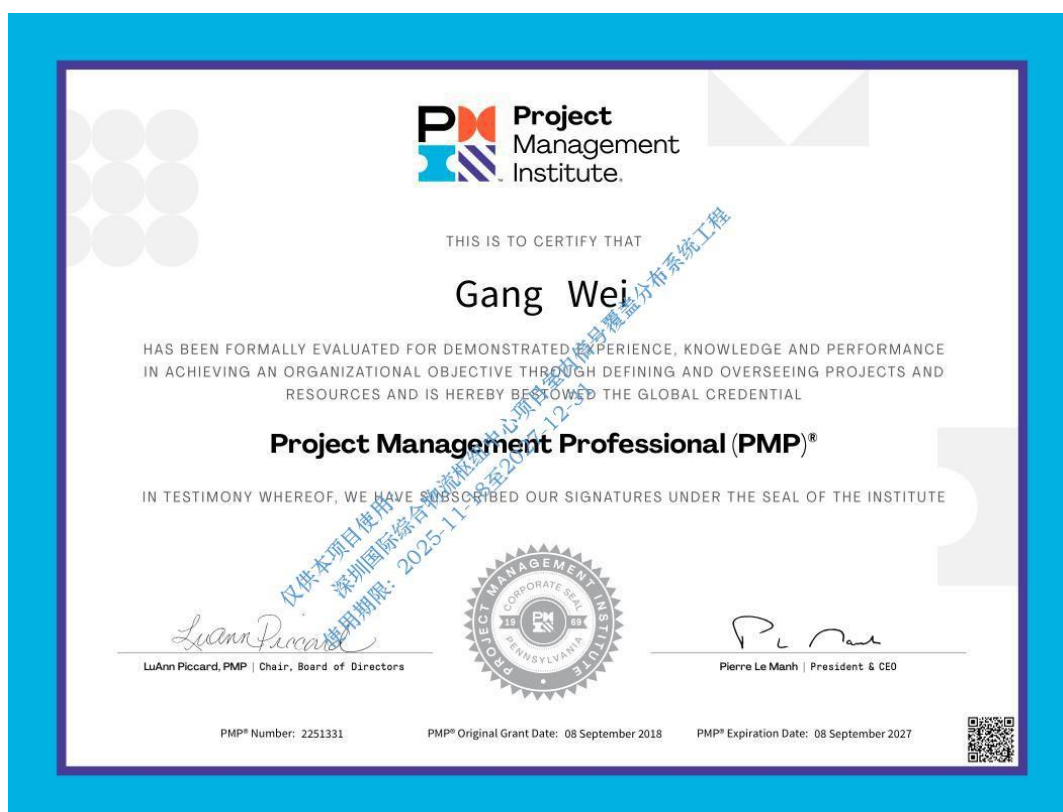 Project
Management
Institute.
THIS IS TO CERTIFY THAT
Gang Wei
HAS BEEN FORMALLY EVALUATED FOR DEMONSTRATED EXPERIENCE, KNOWLEDGE AND PERFORMANCE
IN ACHIEVING AN ORGANIZATIONAL OBJECTIVE THROUGH DEFINING AND OVERSEEING PROJECTS AND
RESOURCES AND IS HEREBY BESTOWED THE GLOBAL CREDENTIAL
Project Management Professional (PMP)®
IN TESTIMONY WHEREOF, WE HAVE SUBSCRIBED OUR SIGNATURES UNDER THE SEAL OF THE INSTITUTE
仅供本项目使用:
深圳国际综合物流枢纽中心项目室内信号覆盖分布系统工程
使用期限: 2025-11-18至2027-12-31
PROJECT MANAGEMENT INSTITUTE
CORPORATE SEAL
19 PM 69
PENNSYLVANIA
LuAnn Piccard
LuAnn Piccard, PMP | Chair, Board of Directors
Pierre Le Manh | President & CEO
PMP® Number: 2251331
PMP® Original Grant Date: 08 September 2018
PMP® Expiration Date: 08 September 2027